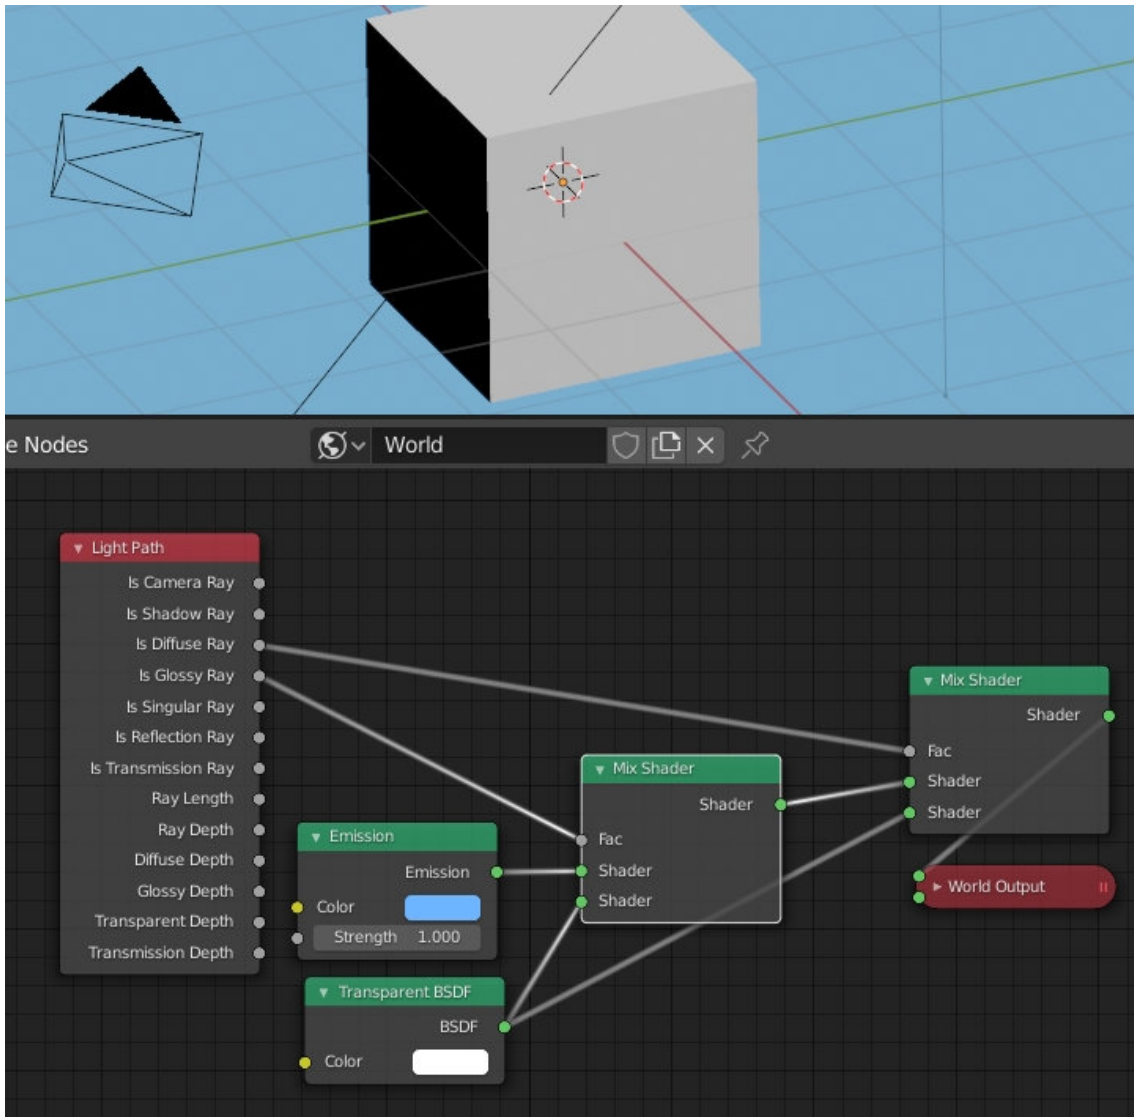 e Nodes
World
Light Path
Is Camera Ray
Is Shadow Ray
Is Diffuse Ray
Is Glossy Ray
Is Singular Ray
Is Reflection Ray
Is Transmission Ray
Ray Length
Ray Depth
Diffuse Depth
Glossy Depth
Transparent Depth
Transmission Depth
Emission
Emission
Color
Strength 1.000
Transparent BSDF
BSDF
Color
Mix Shader
Shader
Fac
Shader
Shader
Mix Shader
Shader
Fac
Shader
Shader
World Output